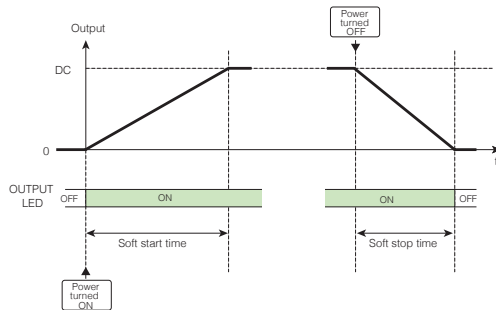 Power
turned
OFF
Output
DC
0
t
OUTPUT
LED
OFF
ON
ON
OFF
Soft start time
Soft stop time
Power
turned
ON